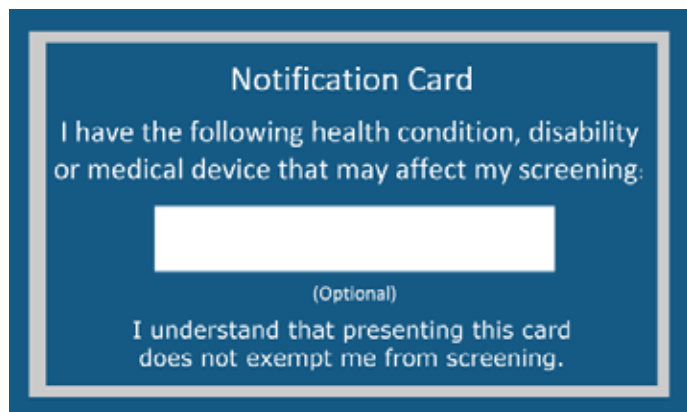 Notification Card
I have the following health condition, disability
or medical device that may affect my screening:
(Optional)
I understand that presenting this card
does not exempt me from screening.